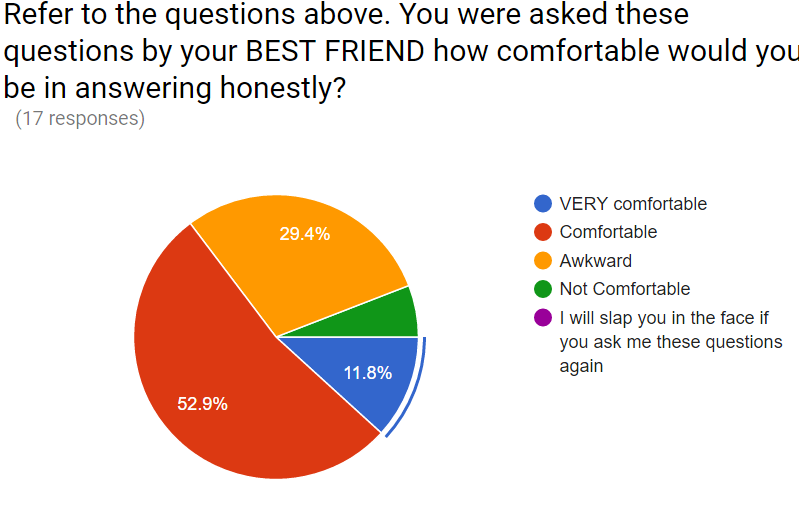 Refer to the questions above. You were asked these
questions by your BEST FRIEND how comfortable would you
be in answering honestly?
(17 responses)
29.4%
11.8%
52.9%
VERY comfortable
Comfortable
Awkward
Not Comfortable
I will slap you in the face if
you ask me these questions
again